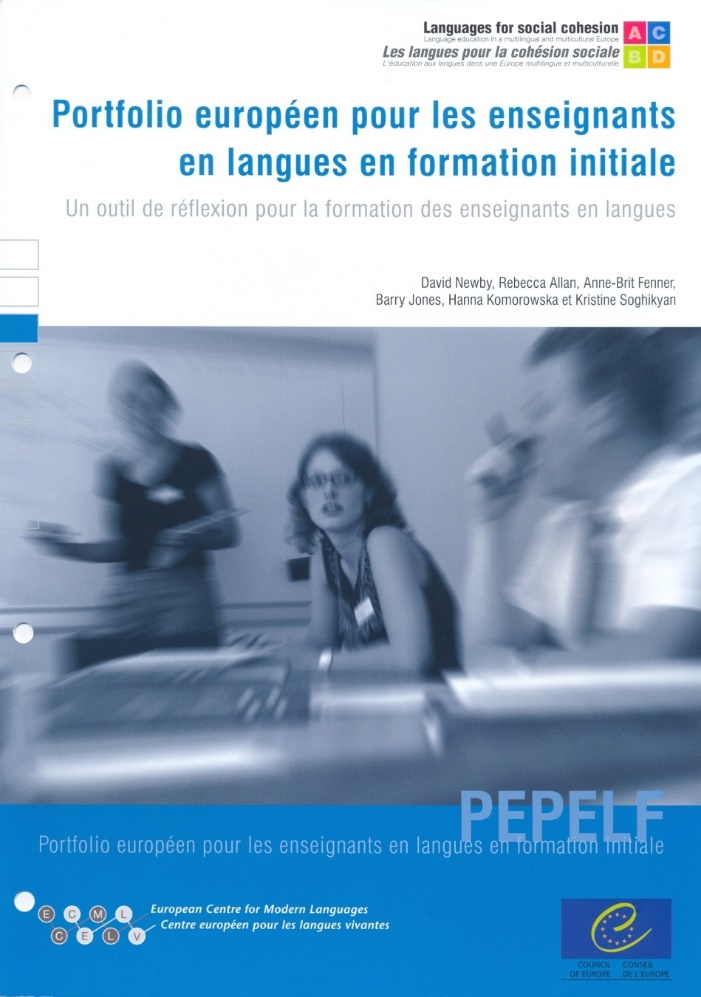 Languages for social cohesion
Language education in a multilingual and multicultural Europe
Les langues pour la cohésion sociale
L'éducation aux langues dans une Europe multilingue et multiculturelle
A C
B D
Portfolio européen pour les enseignants
en langues en formation initiale
Un outil de réflexion pour la formation des enseignants en langues
David Newby, Rebecca Allan, Anne-Brit Fenner,
Barry Jones, Hanna Komorowska et Kristine Soghikyan
PEPELF
Portfolio européen pour les enseignants en langues en formation initiale
E C M L
C E L V
European Centre for Modern Languages
Centre européen pour les langues vivantes
COUNCIL CONSEIL
OF EUROPE DE L'EUROPE